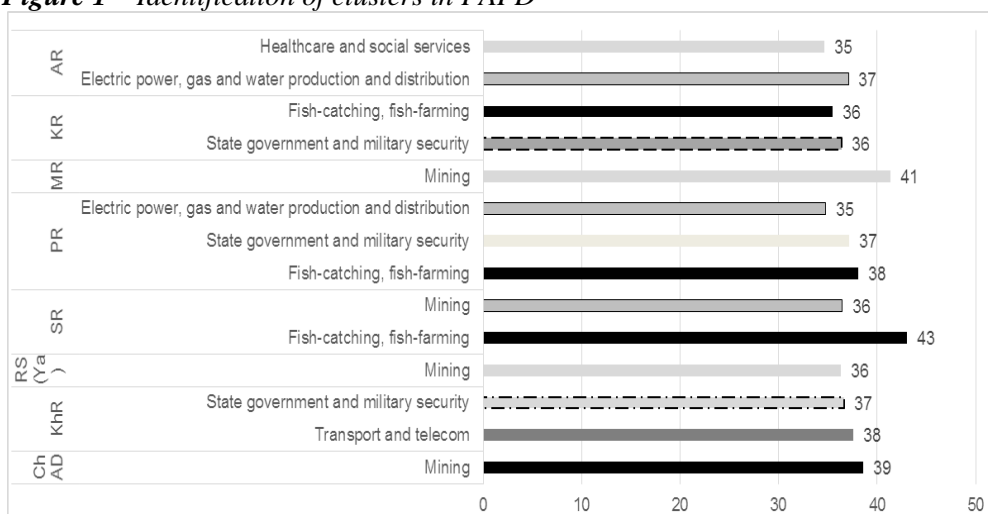 Figure 1 Identification of clusters in PAPD
AR
Healthcare and social services 35
Electric power, gas and water production and distribution 37
KR
Fish-catching, fish-farming 36
State government and military security 36
MR
Mining 41
PR
Electric power, gas and water production and distribution 35
State government and military security 37
Fish-catching, fish-farming 38
SR
Mining 36
Fish-catching, fish-farming 43
RS
(Ya
)
Mining 36
KhR
State government and military security 37
Transport and telecom 38
Ch
AD
Mining 39
0 10 20 30 40 50